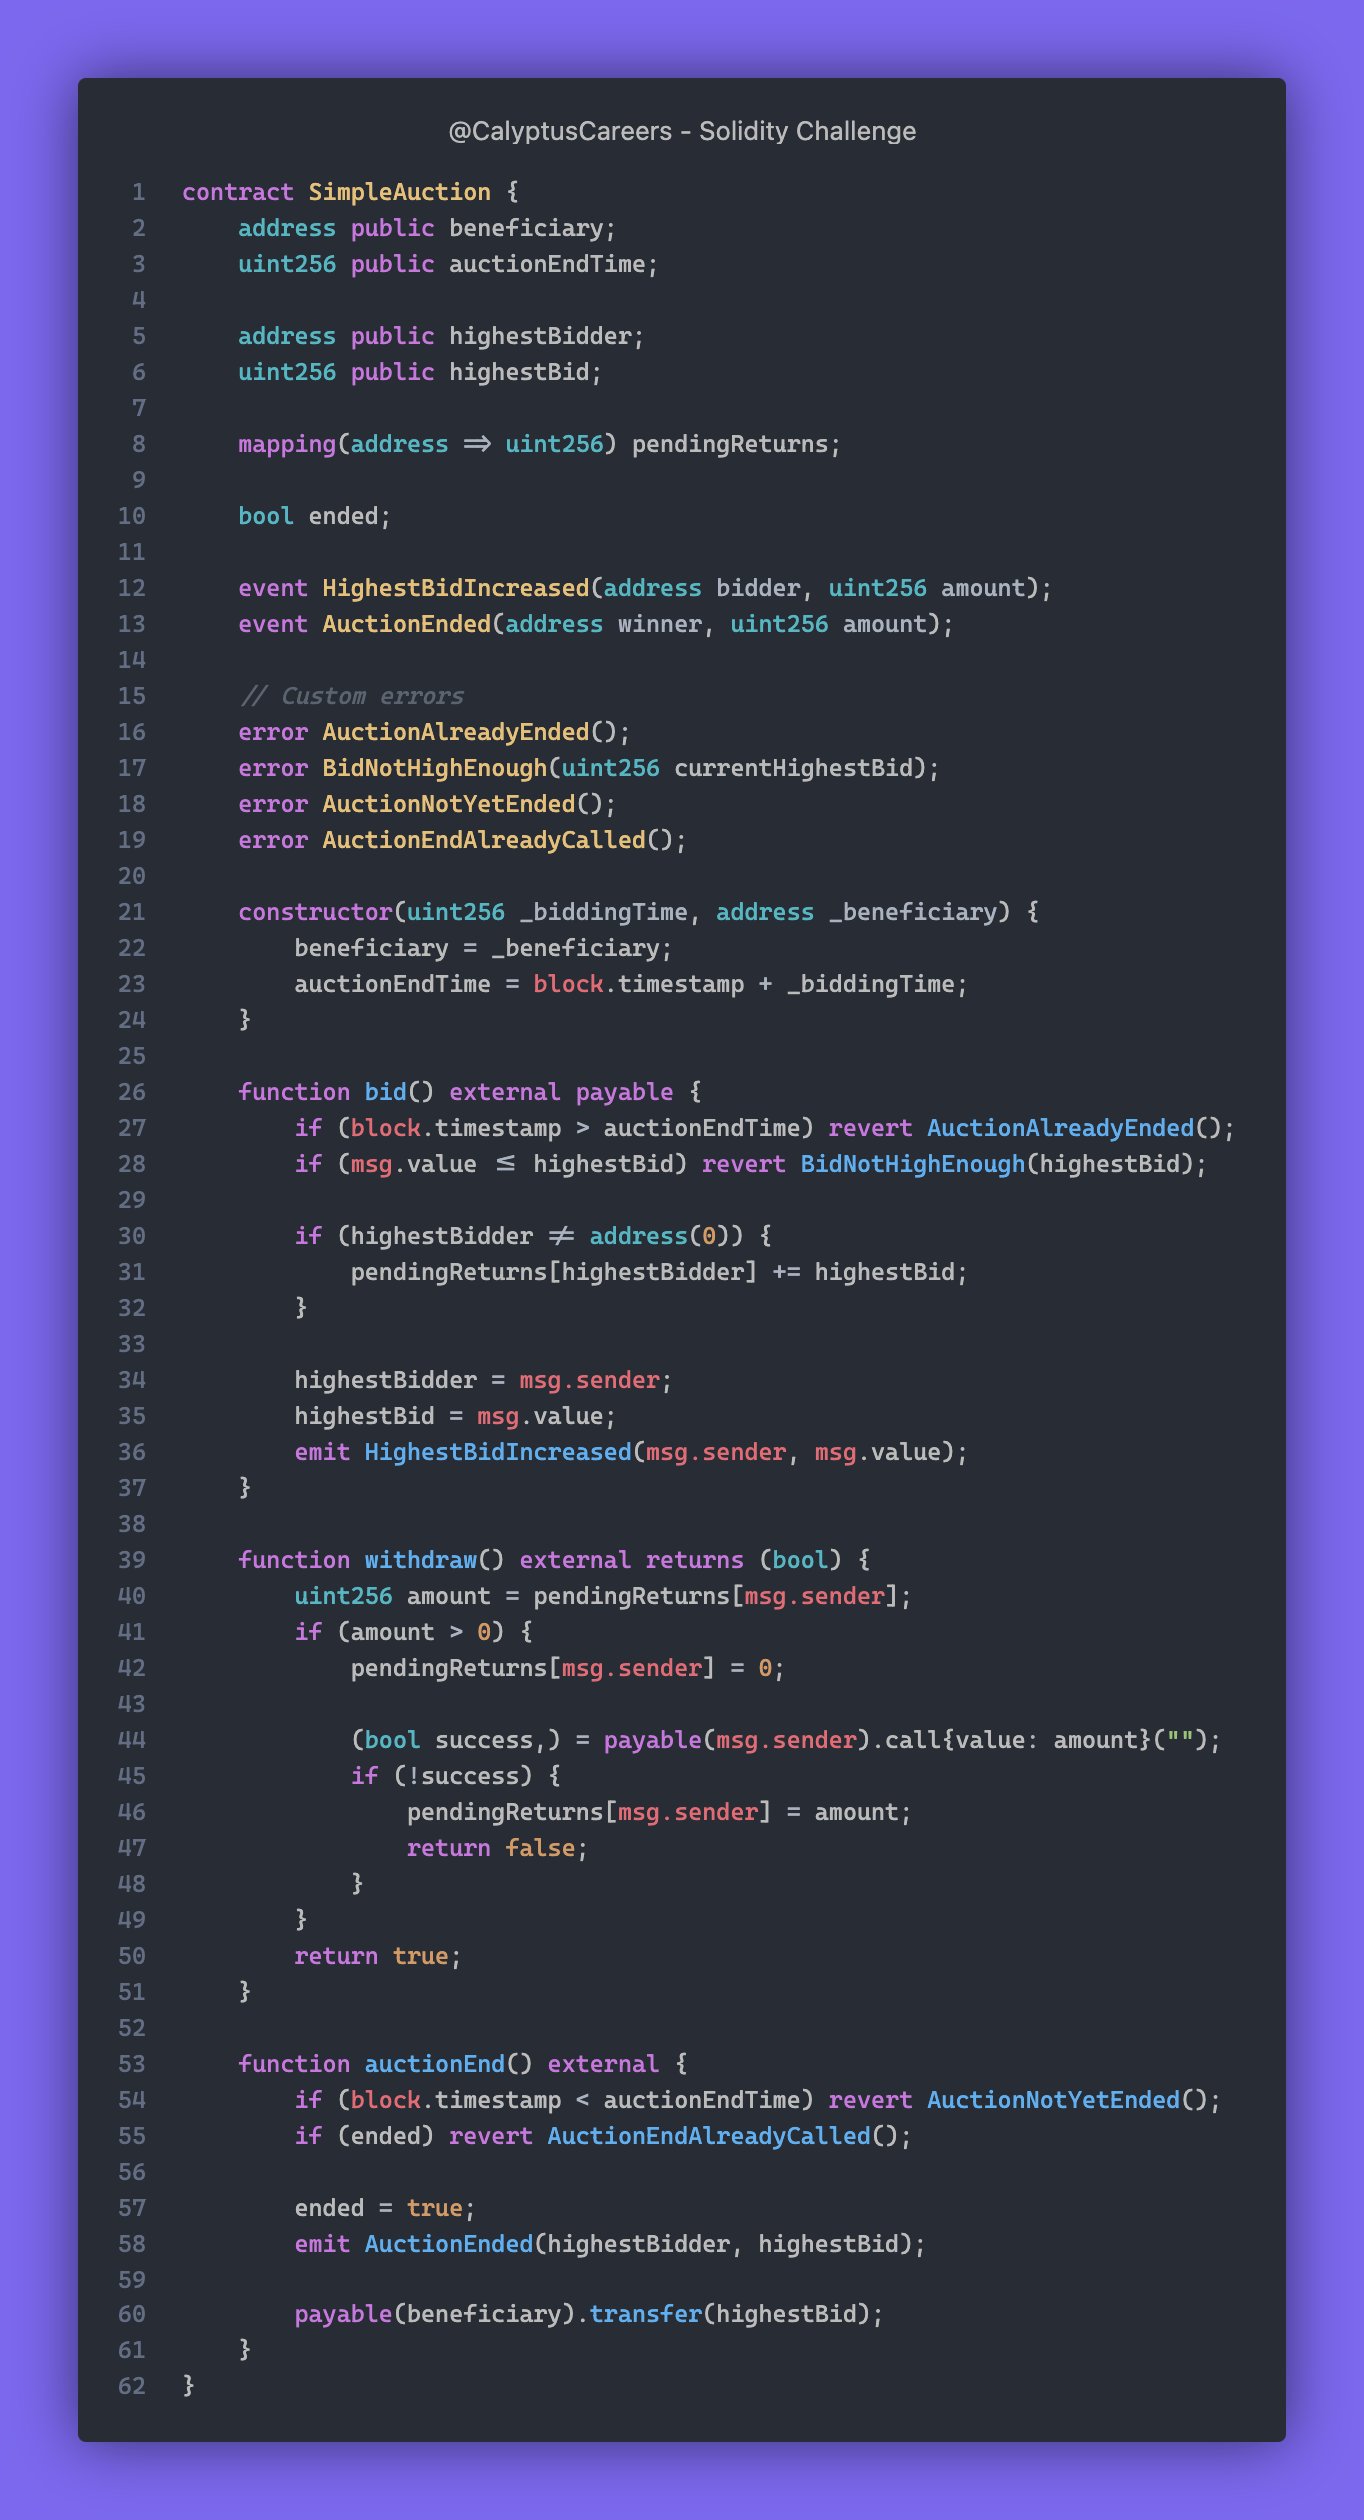 @CalyptusCareers - Solidity Challenge
1 contract SimpleAuction {
2     address public beneficiary;
3     uint256 public auctionEndTime;
4
5     address public highestBidder;
6     uint256 public highestBid;
7
8     mapping(address => uint256) pendingReturns;
9
10     bool ended;
11
12     event HighestBidIncreased(address bidder, uint256 amount);
13     event AuctionEnded(address winner, uint256 amount);
14
15     // Custom errors
16     error AuctionAlreadyEnded();
17     error BidNotHighEnough(uint256 currentHighestBid);
18     error AuctionNotYetEnded();
19     error AuctionEndAlreadyCalled();
20
21     constructor(uint256 _biddingTime, address _beneficiary) {
22         beneficiary = _beneficiary;
23         auctionEndTime = block.timestamp + _biddingTime;
24     }
25
26     function bid() external payable {
27         if (block.timestamp > auctionEndTime) revert AuctionAlreadyEnded();
28         if (msg.value <= highestBid) revert BidNotHighEnough(highestBid);
29
30         if (highestBidder != address(0)) {
31             pendingReturns[highestBidder] += highestBid;
32         }
33
34         highestBidder = msg.sender;
35         highestBid = msg.value;
36         emit HighestBidIncreased(msg.sender, msg.value);
37     }
38
39     function withdraw() external returns (bool) {
40         uint256 amount = pendingReturns[msg.sender];
41         if (amount > 0) {
42             pendingReturns[msg.sender] = 0;
43
44             (bool success,) = payable(msg.sender).call{value: amount}("");
45             if (!success) {
46                 pendingReturns[msg.sender] = amount;
47                 return false;
48             }
49         }
50         return true;
51     }
52
53     function auctionEnd() external {
54         if (block.timestamp < auctionEndTime) revert AuctionNotYetEnded();
55         if (ended) revert AuctionEndAlreadyCalled();
56
57         ended = true;
58         emit AuctionEnded(highestBidder, highestBid);
59
60         payable(beneficiary).transfer(highestBid);
61     }
62 }